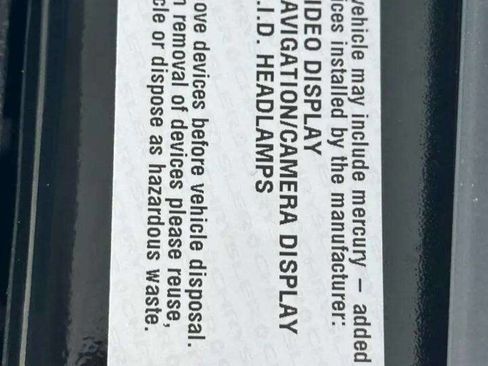 vehicle may include mercury – added
ices installed by the manufacturer:
IDEO DISPLAY
AVIGATION/CAMERA DISPLAY
.I.D. HEADLAMPS
ove devices before vehicle disposal.
n removal of devices please reuse,
cle or dispose as hazardous waste.